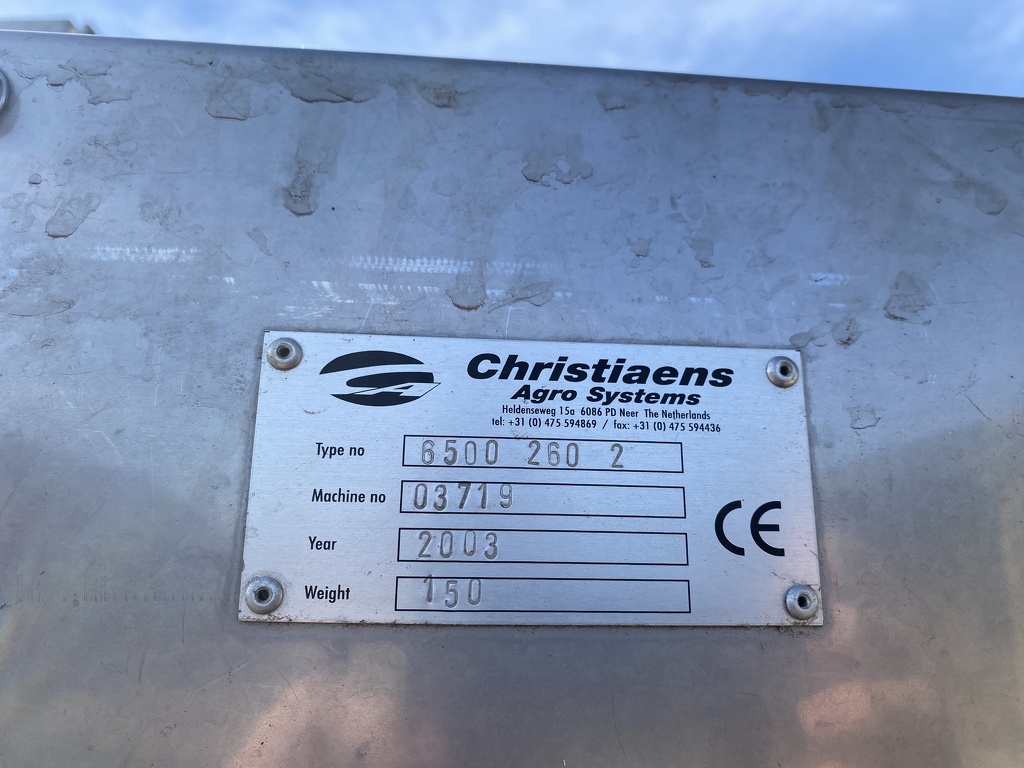 Christiaens
Agro Systems
Heldenseweg 15a 6086 PD Neer The Netherlands
tel: +31 (0) 475 594869 / fax: +31 (0) 475 594436
Type no 6500 260 2
Machine no 03719
Year 2003
Weight 150
CE